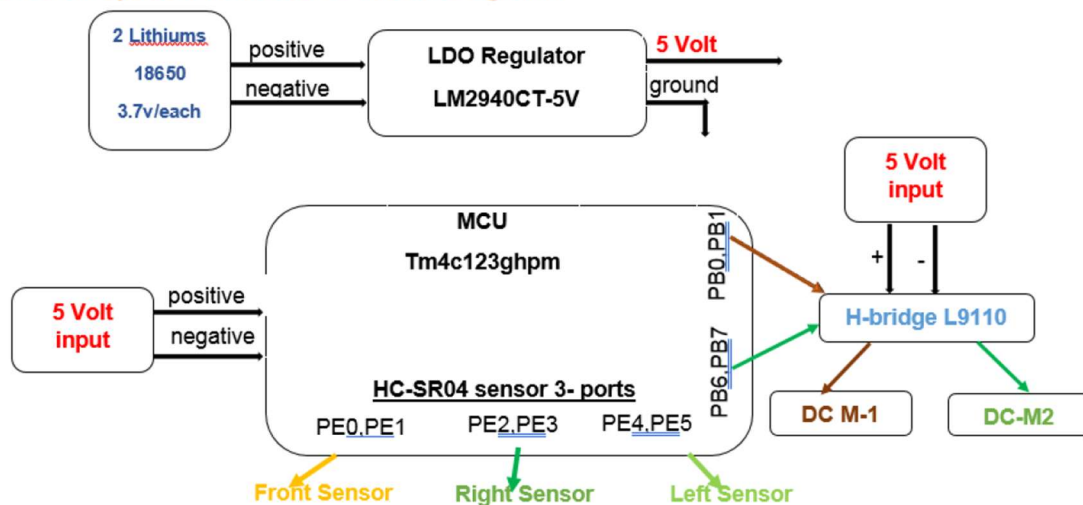 2 Lithiums
18650
3.7v/each
positive
negative
LDO Regulator
LM2940CT-5V
5 Volt
ground
5 Volt
input
+
-
MCU
Tm4c123ghpm
PB0,PB1
PB6,PB7
5 Volt
input
positive
negative
H-bridge L9110
HC-SR04 sensor 3- ports
PE0,PE1
PE2,PE3
PE4,PE5
DC M-1
DC-M2
Front Sensor
Right Sensor
Left Sensor